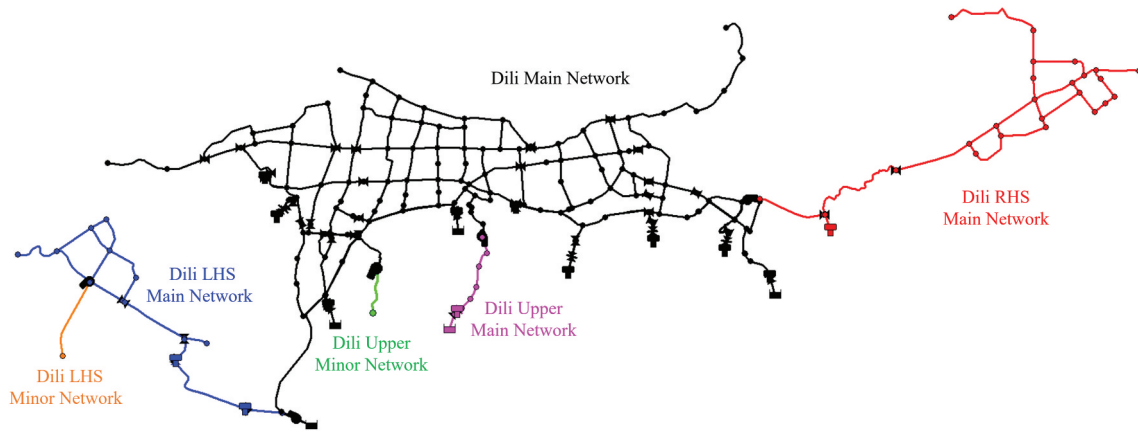 Dili Main Network
Dili RHS
Main Network
Dili LHS
Main Network
Dili Upper
Main Network
Dili Upper
Minor Network
Dili LHS
Minor Network